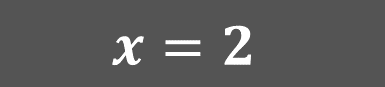 x = 2